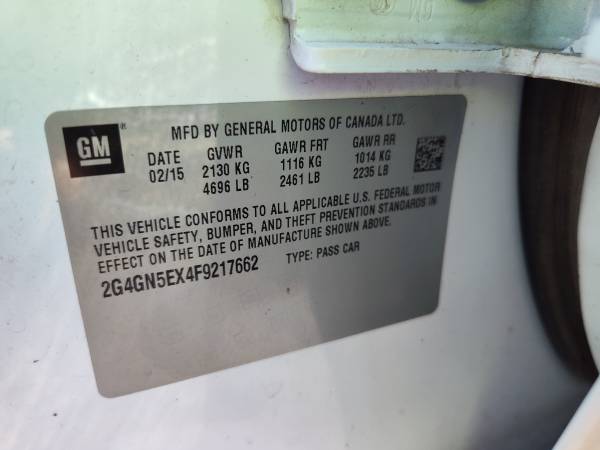 GM ®
MFD BY GENERAL MOTORS OF CANADA LTD.
DATE GVWR GAWR FRT GAWR RR
02/15 2130 KG 1116 KG 1014 KG
4696 LB 2461 LB 2235 LB
THIS VEHICLE CONFORMS TO ALL APPLICABLE U.S. FEDERAL MOTOR
VEHICLE SAFETY, BUMPER, AND THEFT PREVENTION STANDARDS IN
EFFECT ON THE DATE OF MANUFACTURE SHOWN ABOVE.
2G4GN5EX4F9217662 TYPE: PASS CAR